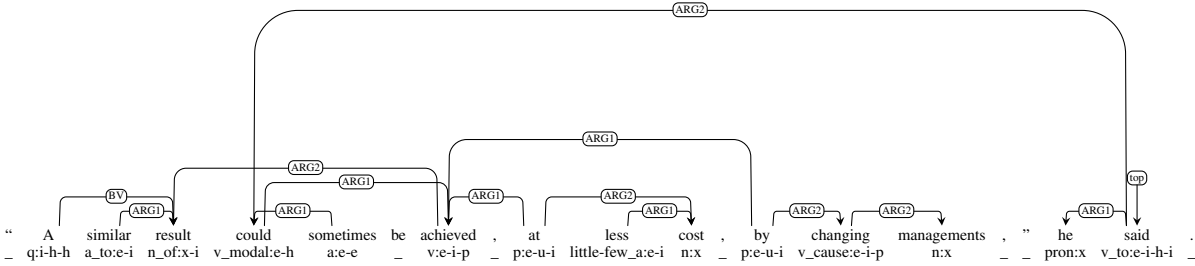 ARG2
ARG1
ARG2
top
ARG1
BV ARG1 ARG1 ARG1 ARG2 ARG1 ARG2 ARG2 ARG1
“ A similar result could sometimes be achieved , at less cost , by changing managements , ” he said .
_ q:i-h-h a_to:e-i n_of:x-i v_modal:e-h a:e-e _ v:e-i-p _ p:e-u-i little-few_a:e-i n:x _ p:e-u-i v_cause:e-i-p n:x _ _ pron:x v_to:e-i-h-i _